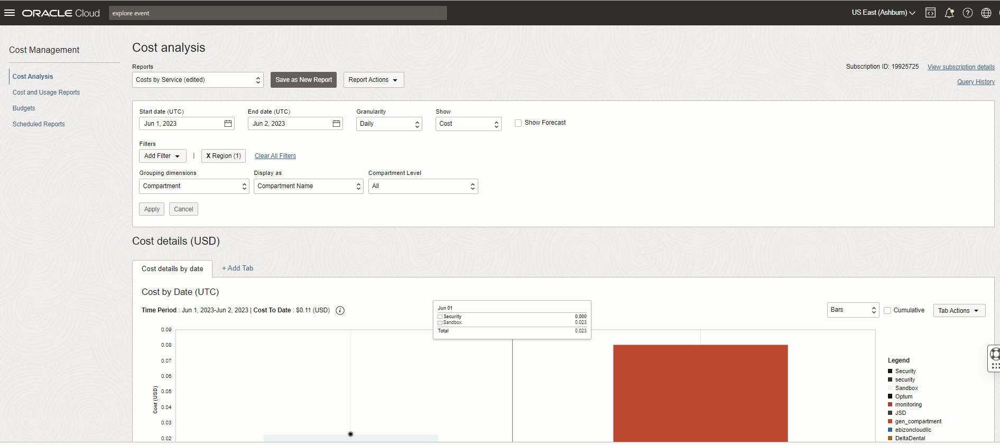 ORACLE Cloud
explore event
US East (Ashburn)
Cost Management
Cost Analysis
Cost and Usage Reports
Budgets
Scheduled Reports
Cost analysis
Reports
Costs by Service (edited)
Save as New Report
Report Actions
Subscription ID: 19925725
View subscription details
Query History
Start date (UTC)
End date (UTC)
Granularity
Show
Jun 1, 2023
Jun 2, 2023
Daily
Cost
Show Forecast
Filters
Add Filter
X Region (1)
Clear All Filters
Grouping dimensions
Display as
Compartment Level
Compartment
Compartment Name
All
Apply
Cancel
Cost details (USD)
Cost details by date
+ Add Tab
Cost by Date (UTC)
Time Period : Jun 1, 2023-Jun 2, 2023 | Cost To Date : $0.11 (USD)
Jun 01
Security 0.000
Sandbox 0.023
Total 0.023
Bars
Cumulative
Tab Actions
Cost (USD)
0.09
0.08
0.07
0.06
0.05
0.04
0.03
0.02
Legend
Security
security
Sandbox
Optum
monitoring
JSD
gen_compartment
ebizoncloudllc
DeltaDental